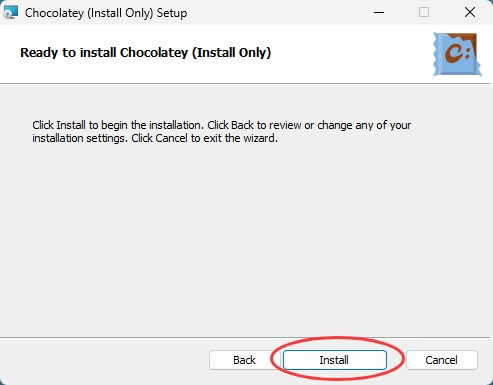 Chocolatey (Install Only) Setup
Ready to install Chocolatey (Install Only)
C:
Click Install to begin the installation. Click Back to review or change any of your
installation settings. Click Cancel to exit the wizard.
Back
Install
Cancel